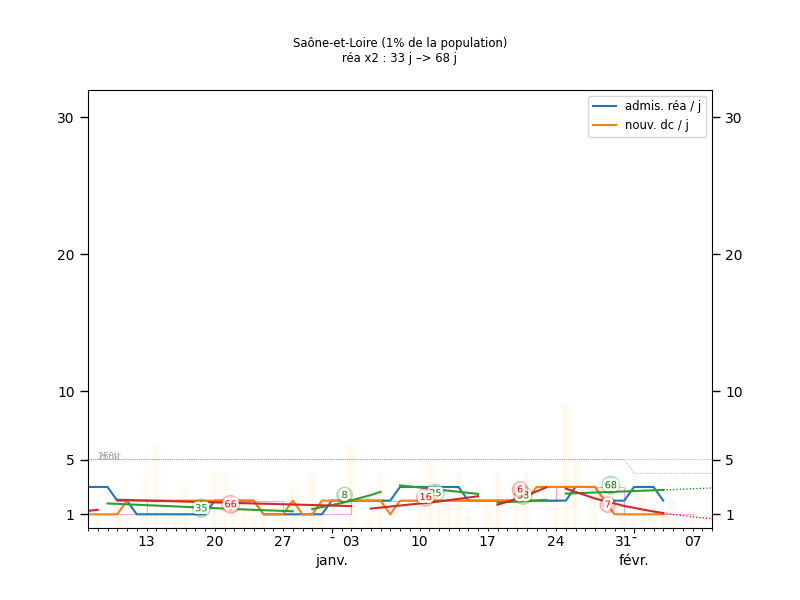 Saône-et-Loire (1% de la population)
réa x2 : 33 j –> 68 j
admis. réa / j
nouv. dc / j
30 30
20 20
10 10
5 5
1 1
35 66 8 16 6 68 7
13 20 27 03 10 17 24 31 07
janv. févr.